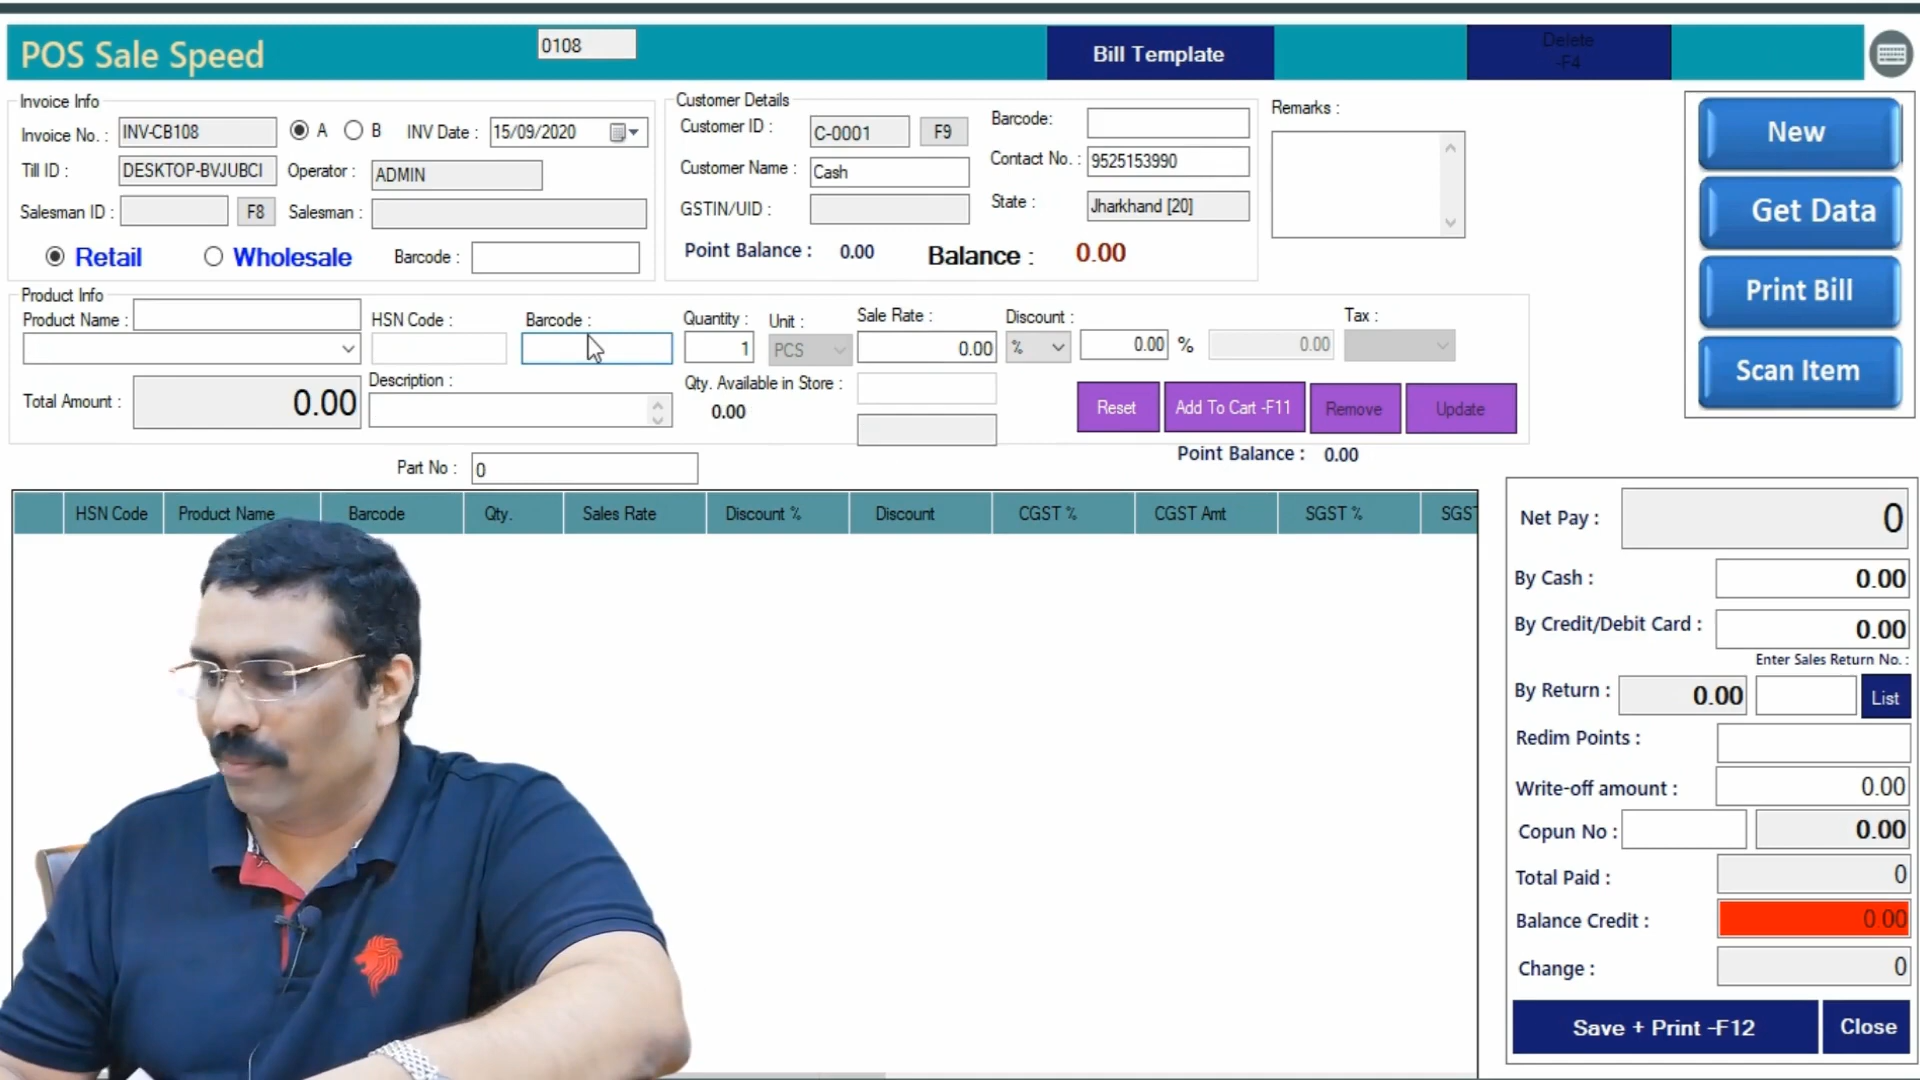 POS Sale Speed
0108
Bill Template
Delete
-F4
Invoice Info
Invoice No. : INV-CB108 A B INV Date : 15/09/2020
Till ID : DESKTOP-BVJUBCI Operator : ADMIN
Salesman ID : F8 Salesman :
Retail Wholesale Barcode :
Customer Details
Customer ID : C-0001 F9
Customer Name : Cash
GSTIN/UID :
Point Balance : 0.00 Balance : 0.00
Barcode:
Contact No. : 9525153990
State : Jharkhand [20]
Remarks :
New
Get Data
Print Bill
Scan Item
Product Info
Product Name : HSN Code : Barcode : Quantity : Unit : Sale Rate : Discount : Tax :
1 PCS 0.00 % 0.00 % 0.00
Total Amount : 0.00 Description : Qty. Available in Store :
0.00
Reset Add To Cart -F11 Remove Update
Point Balance : 0.00
Part No : 0
HSN Code Product Name Barcode Qty. Sales Rate Discount % Discount CGST % CGST Amt SGST % SGST
Net Pay : 0
By Cash : 0.00
By Credit/Debit Card : 0.00
Enter Sales Return No. :
By Return : 0.00 List
Redim Points :
Write-off amount : 0.00
Copun No : 0.00
Total Paid : 0
Balance Credit : 0.00
Change : 0
Save + Print -F12 Close